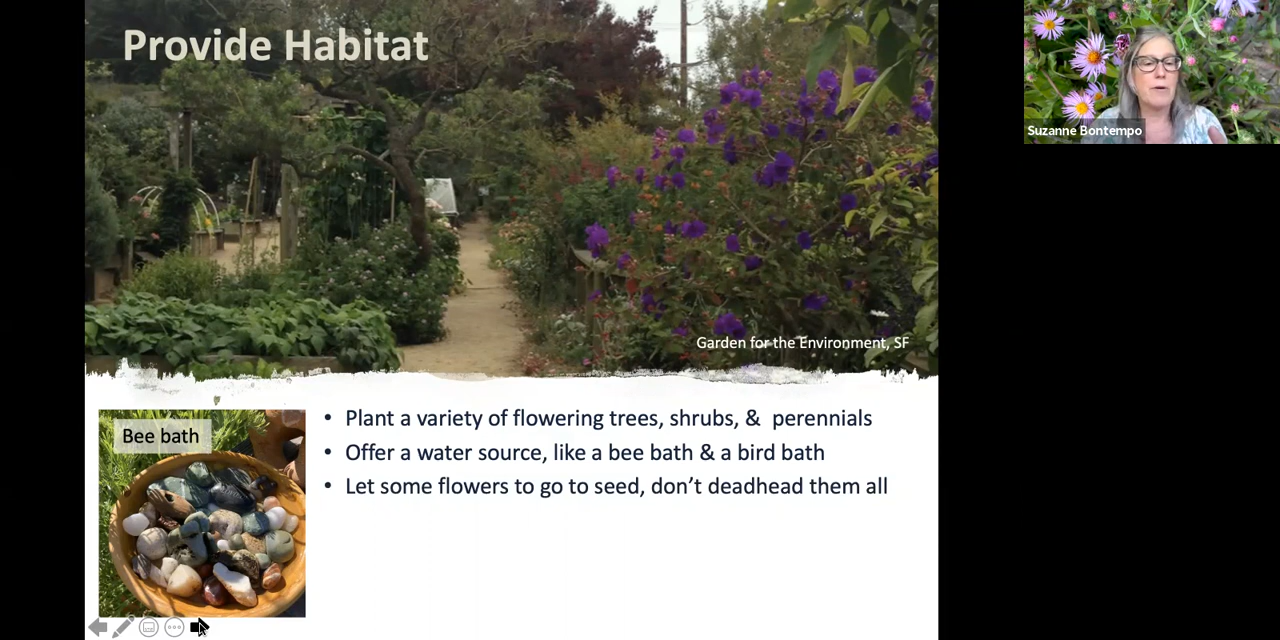 Provide Habitat
Suzanne Bontempo
Garden for the Environment, SF
Bee bath
• Plant a variety of flowering trees, shrubs, &  perennials
• Offer a water source, like a bee bath & a bird bath
• Let some flowers to go to seed, don’t deadhead them all